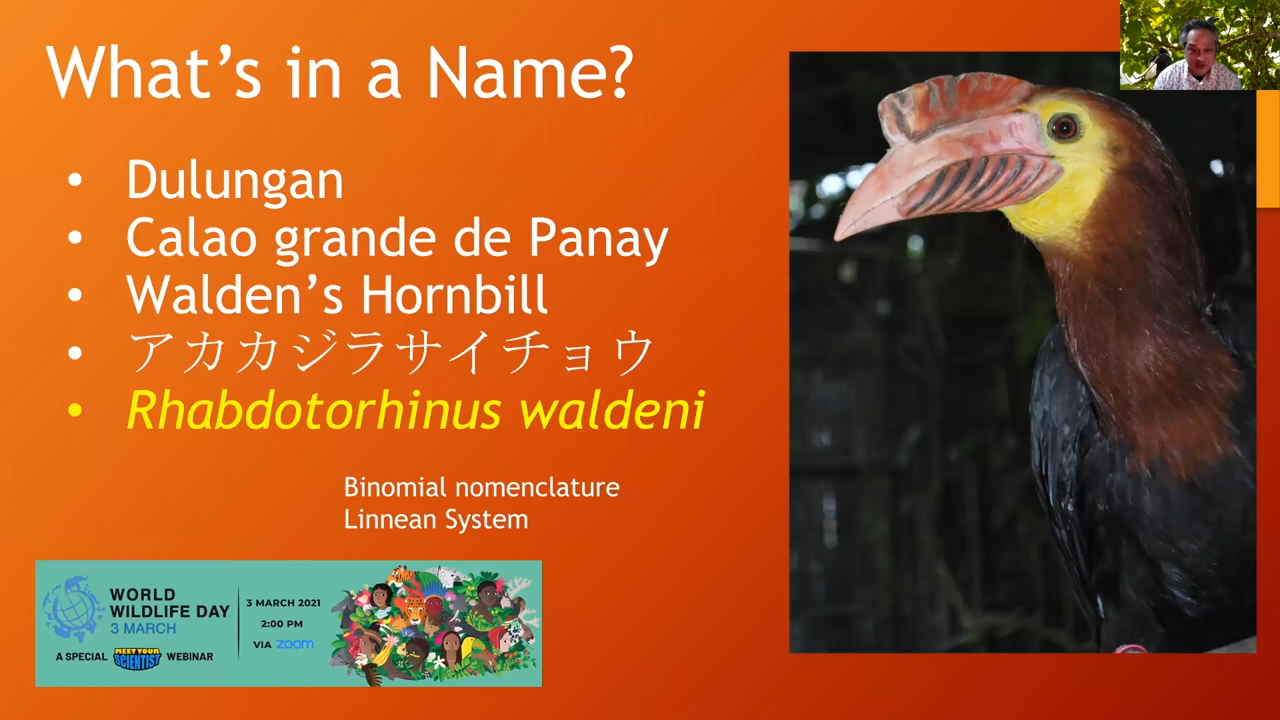 What's in a Name?
• Dulungan
• Calao grande de Panay
• Walden's Hornbill
• アカカジラサイチョウ
• Rhabdotorhinus waldeni
Binomial nomenclature
Linnean System
WORLD
WILDLIFE DAY
3 MARCH
A SPECIAL MEET YOUR SCIENTIST WEBINAR
3 MARCH 2021
2:00 PM
VIA zoom